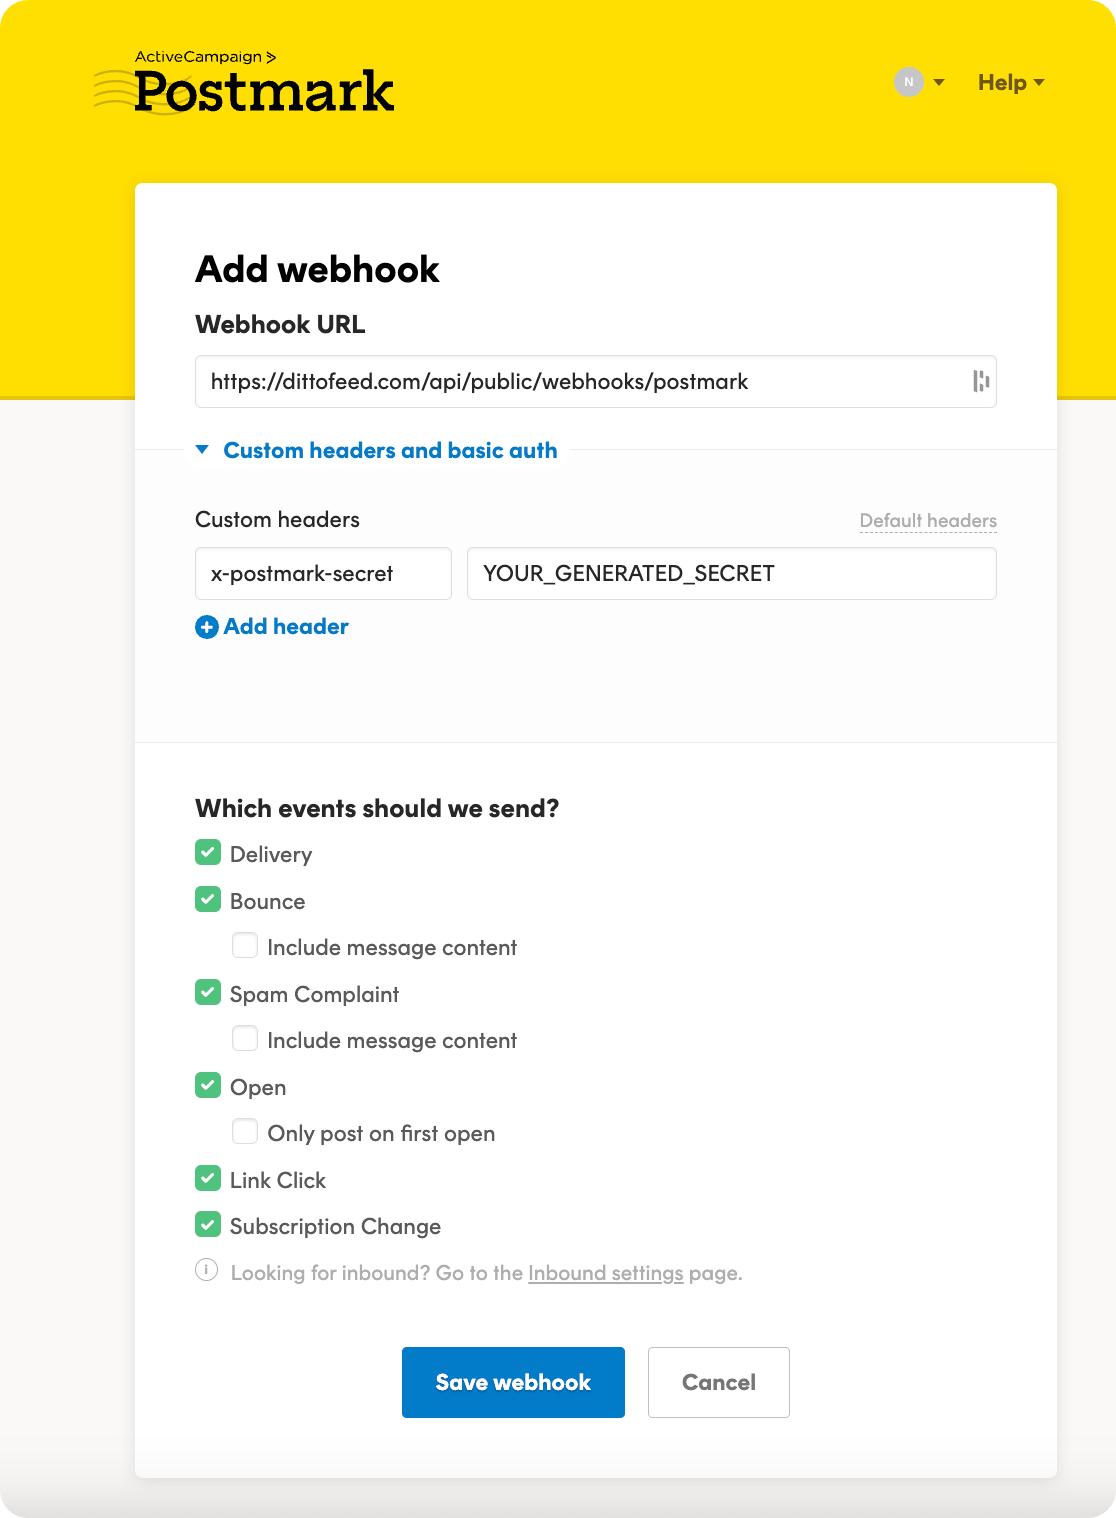 ActiveCampaign >
Postmark
N
Help
Add webhook
Webhook URL
https://dittofeed.com/api/public/webhooks/postmark
Custom headers and basic auth
Custom headers
Default headers
x-postmark-secret
YOUR_GENERATED_SECRET
Add header
Which events should we send?
Delivery
Bounce
Include message content
Spam Complaint
Include message content
Open
Only post on first open
Link Click
Subscription Change
Looking for inbound? Go to the Inbound settings page.
Save webhook
Cancel